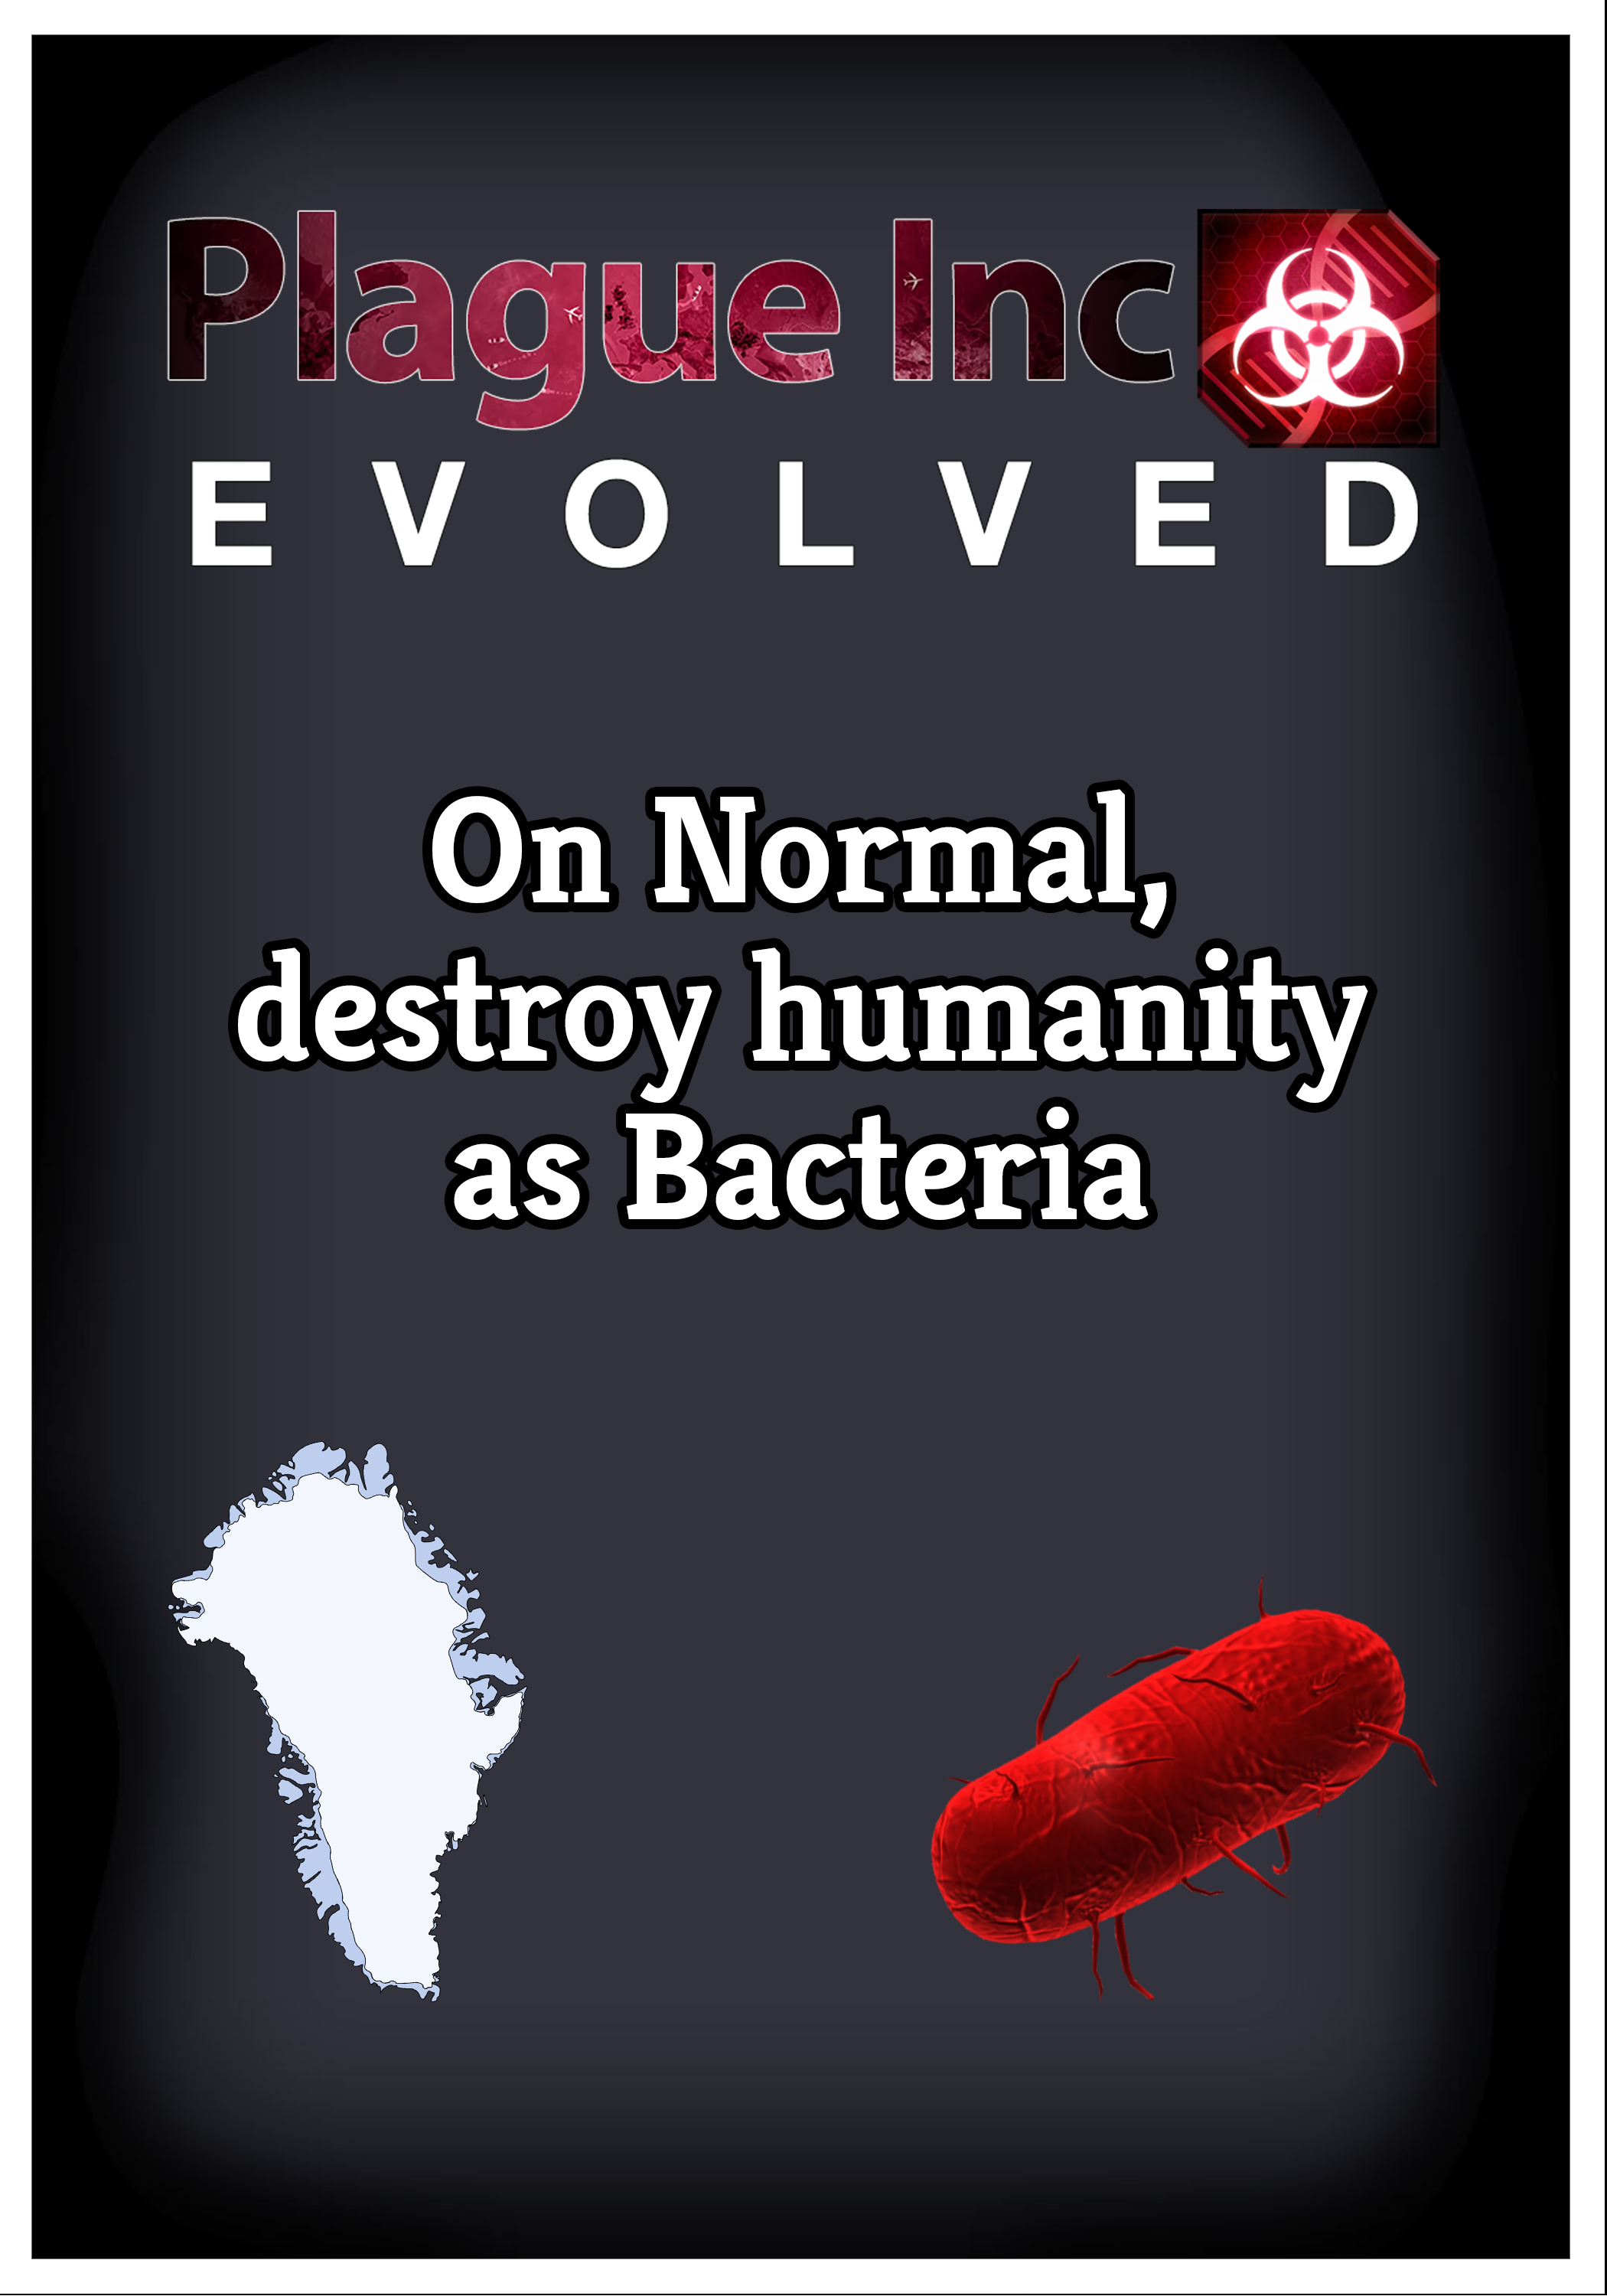 Plague Inc
EVOLVED
On Normal,
destroy humanity
as Bacteria